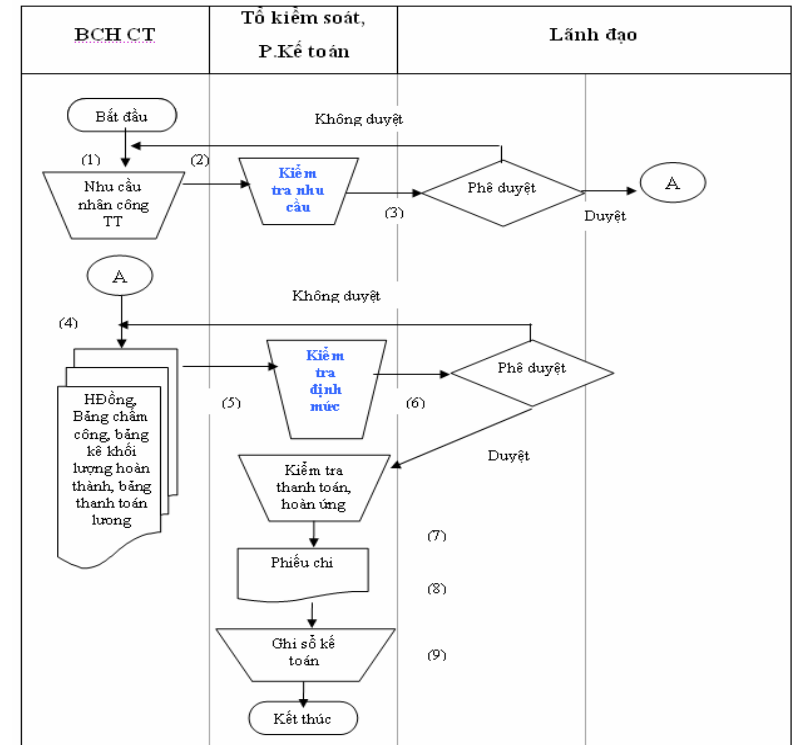 BCH CT
Tổ kiểm soát,
P.Kế toán
Lãnh đạo
Bắt đầu
Không duyệt
(1)
(2)
Nhu cầu
nhân công
TT
Kiểm
tra nhu
cầu
(3)
Phê duyệt
Duyệt
A
A
Không duyệt
(4)
HĐồng,
Bảng chấm
công, bảng
kê khối
lượng hoàn
thành, bảng
thanh toán
lương
(5)
Kiểm
tra
định
mức
(6)
Phê duyệt
Duyệt
Kiểm tra
thanh toán,
hoàn ứng
(7)
Phiếu chi
(8)
Ghi sổ kế
toán
(9)
Kết thúc